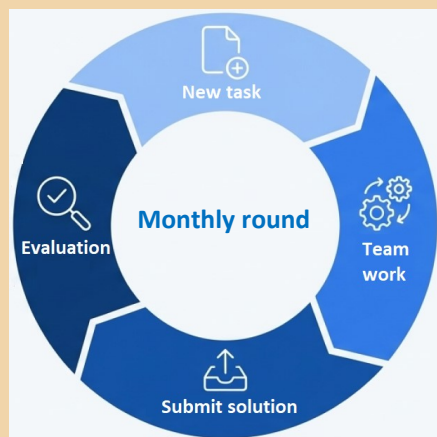 New task
Monthly round
Team
work
Submit solution
Evaluation